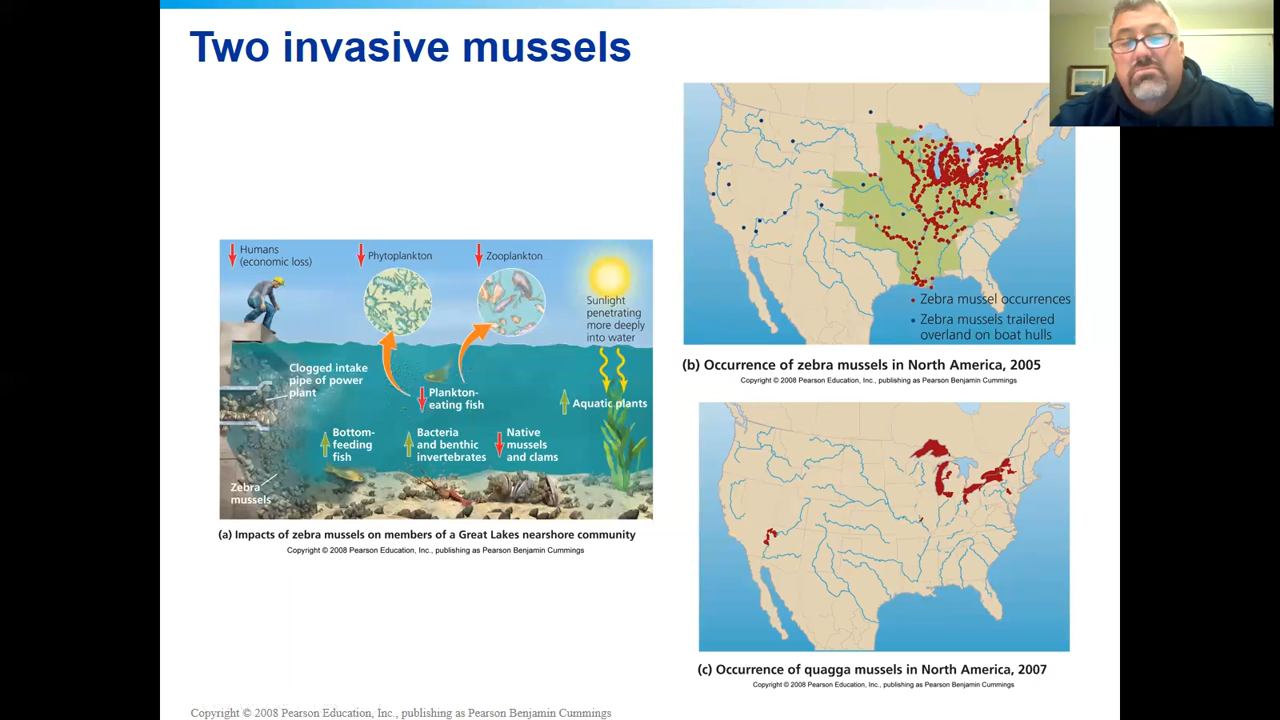 Two invasive mussels
Humans
(economic loss)
Phytoplankton
Zooplankton
Sunlight
penetrating
more deeply
into water
Clogged intake
pipe of power
plant
Plankton-
eating fish
Aquatic plants
Bottom-
feeding
fish
Bacteria
and benthic
invertebrates
Native
mussels
and clams
Zebra
mussels
(a) Impacts of zebra mussels on members of a Great Lakes nearshore community
Copyright © 2008 Pearson Education, Inc., publishing as Pearson Benjamin Cummings
Zebra mussel occurrences
Zebra mussels trailered
overland on boat hulls
(b) Occurrence of zebra mussels in North America, 2005
Copyright © 2008 Pearson Education, Inc., publishing as Pearson Benjamin Cummings
(c) Occurrence of quagga mussels in North America, 2007
Copyright © 2008 Pearson Education, Inc., publishing as Pearson Benjamin Cummings
Copyright © 2008 Pearson Education, Inc., publishing as Pearson Benjamin Cummings